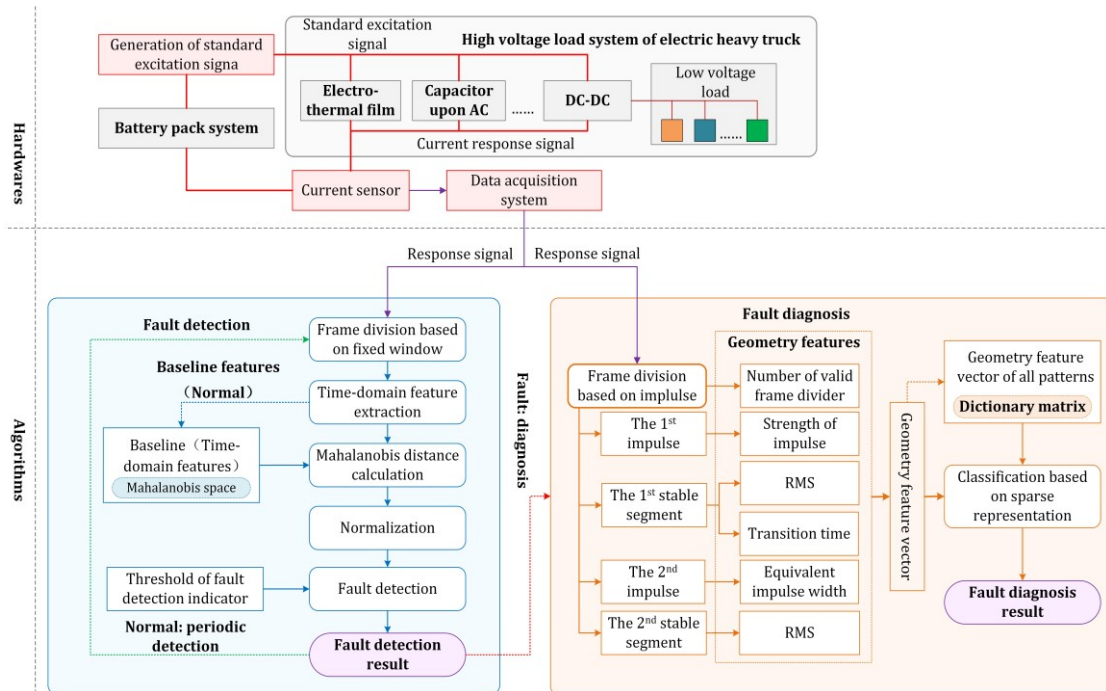 Standard excitation
signal
High voltage load system of electric heavy truck
Generation of standard
excitation signa
Electro-
thermal film
Capacitor
upon AC
......
DC-DC
Low voltage
load
......
Battery pack system
Current response signal
Current sensor
Data acquisition
system
Hardwares
Algorithms
Response signal
Response signal
Fault detection
Frame division based
on fixed window
Baseline features
（Normal）
Time-domain feature
extraction
Baseline（Time-
domain features）
Mahalanobis space
Mahalanobis distance
calculation
Normalization
Threshold of fault
detection indicator
Fault detection
Normal: periodic
detection
Fault detection
result
Fault: diagnosis
Fault diagnosis
Geometry features
Frame division
based on implulse
Number of valid
frame divider
The 1st
impulse
Strength of
impulse
The 1st stable
segment
RMS
Transition time
The 2nd
impulse
Equivalent
impulse width
The 2nd stable
segment
RMS
Geometry feature vector
Geometry feature
vector of all patterns
Dictionary matrix
Classification based
on sparse
representation
Fault diagnosis
result